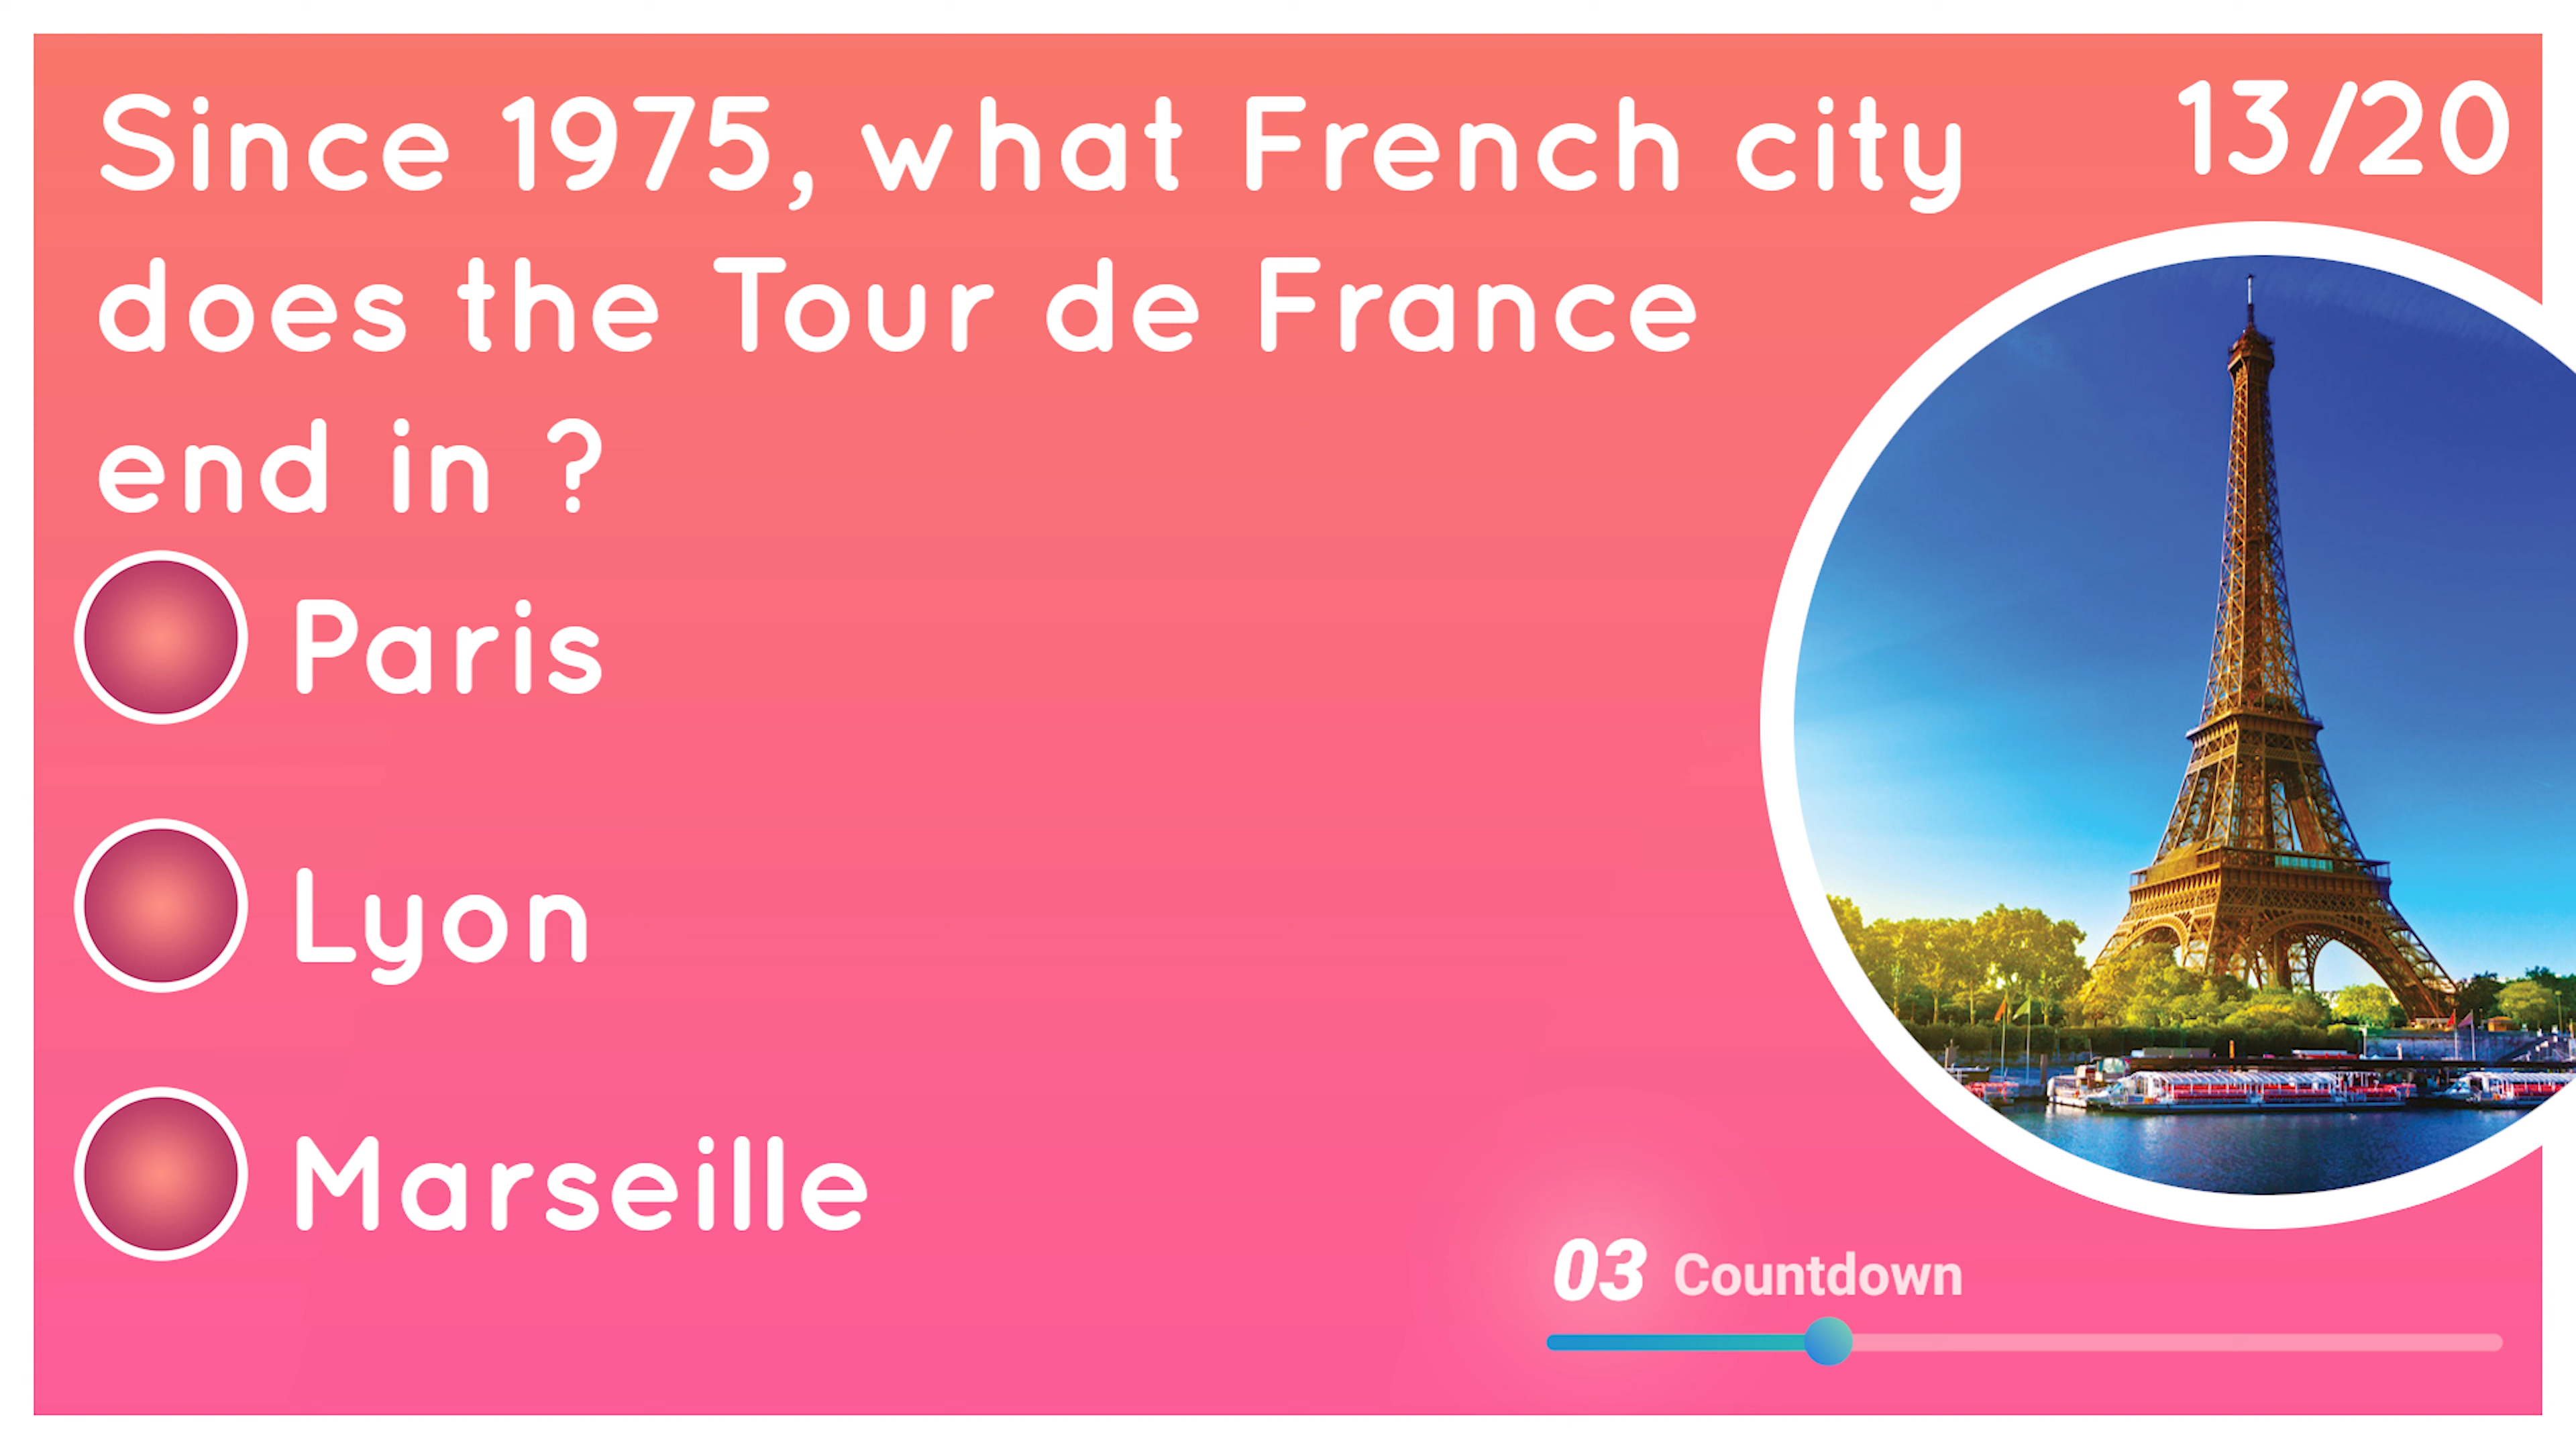 Since 1975, what French city
13/20
does the Tour de France
end in ?
Paris
Lyon
Marseille
03 Countdown